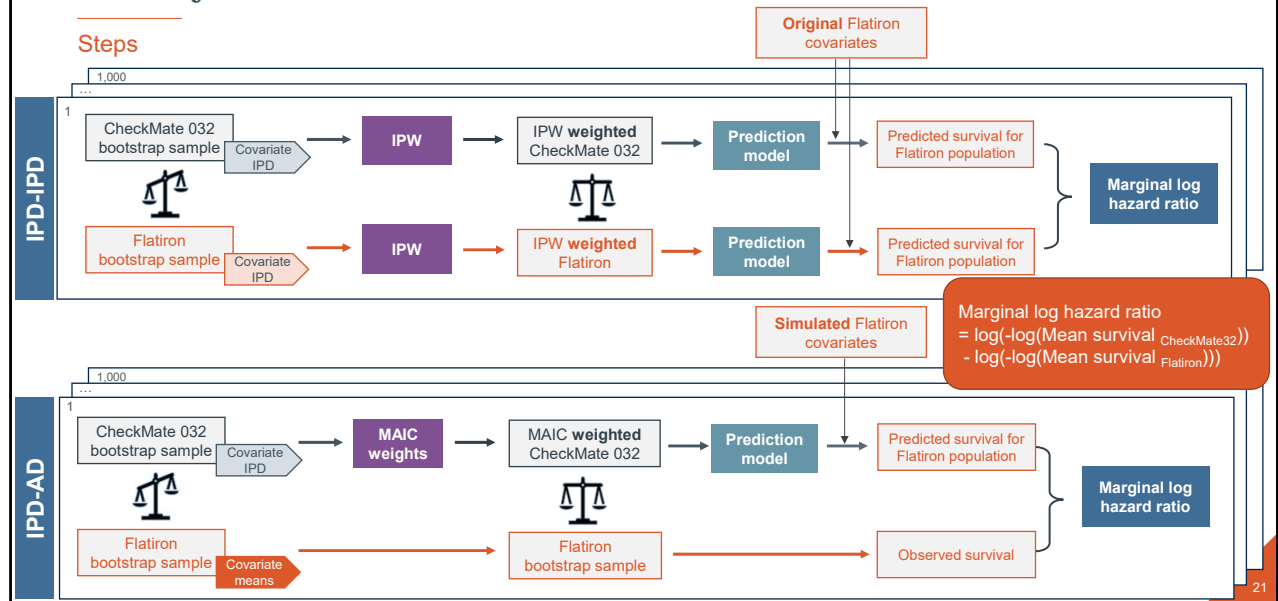 Steps
Original Flatiron
covariates
1,000
...
1
IPD-IPD
CheckMate 032
bootstrap sample
Covariate
IPD
IPW
IPW weighted
CheckMate 032
Prediction
model
Predicted survival for
Flatiron population
Flatiron
bootstrap sample
Covariate
IPD
IPW
IPW weighted
Flatiron
Prediction
model
Predicted survival for
Flatiron population
Marginal log
hazard ratio
Marginal log hazard ratio
= log(-log(Mean survival CheckMate32))
- log(-log(Mean survival Flatiron)))
Simulated Flatiron
covariates
1,000
...
1
IPD-AD
CheckMate 032
bootstrap sample
Covariate
IPD
MAIC
weights
MAIC weighted
CheckMate 032
Prediction
model
Predicted survival for
Flatiron population
Flatiron
bootstrap sample
Covariate
means
Flatiron
bootstrap sample
Observed survival
Marginal log
hazard ratio
21